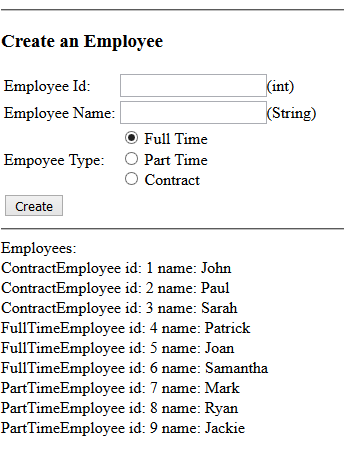 Create an Employee
Employee Id: (int)
Employee Name: (String)
Full Time
Empoyee Type: Part Time
Contract
Create
Employees:
ContractEmployee id: 1 name: John
ContractEmployee id: 2 name: Paul
ContractEmployee id: 3 name: Sarah
FullTimeEmployee id: 4 name: Patrick
FullTimeEmployee id: 5 name: Joan
FullTimeEmployee id: 6 name: Samantha
PartTimeEmployee id: 7 name: Mark
PartTimeEmployee id: 8 name: Ryan
PartTimeEmployee id: 9 name: Jackie